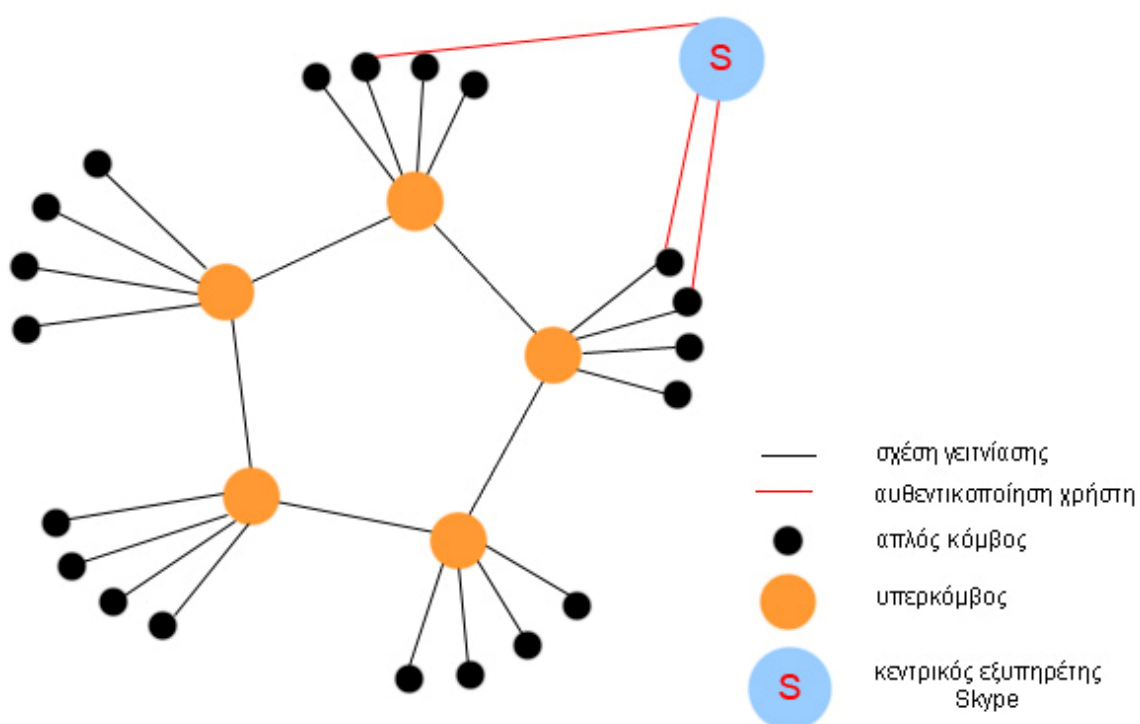 S
σχέση γειτνίασης
αυθεντικοποίηση χρήστη
απλός κόμβος
υπερκόμβος
S
κεντρικός εξυπηρέτης
Skype